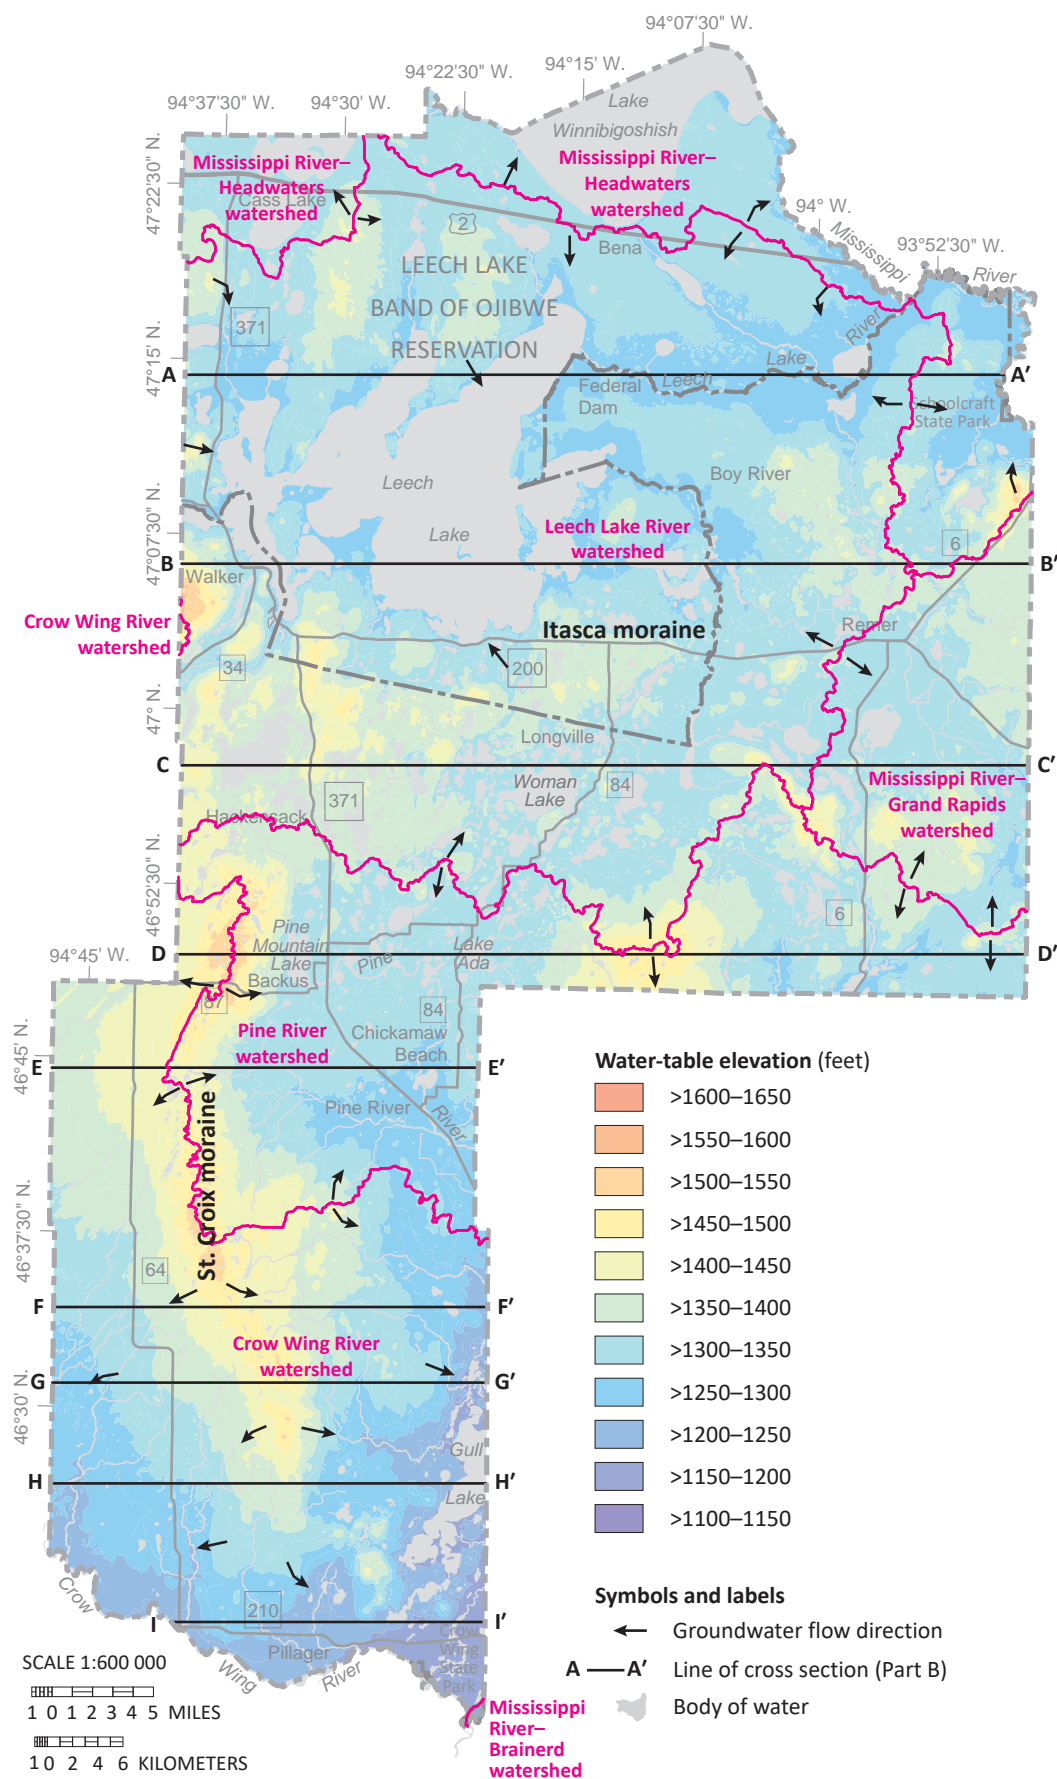 94°07'30" W.
94°15' W.
94°22'30" W.
94°37'30" W.
94°30' W.
Lake
Winnibigoshish
47°22'30" N.
Mississippi River–
Headwaters
watershed
Cass Lake
Mississippi River–
Headwaters
watershed
2
Bena
94° W.
93°52'30" W.
Mississippi
River
LEECH LAKE
BAND OF OJIBWE
RESERVATION
371
47°15' N.
A
A'
Federal
Dam
Leech
Lake
River
Schoolcraft
State Park
Boy River
Leech
Lake
Leech Lake River
watershed
47°07'30" N.
6
B
B'
Walker
Crow Wing River
watershed
Itasca moraine
Remer
34
200
47° N.
Longville
C
C'
Woman
Lake
84
371
Mississippi River–
Grand Rapids
watershed
Hackensack
46°52'30" N.
6
Pine
Mountain
Lake
Pine
Lake
Ada
94°45' W.
D
D'
Backus
87
84
Pine River
watershed
Chickamaw
Beach
46°45' N.
E
E'
Pine River
River
St. Croix moraine
46°37'30" N.
64
F
F'
Crow Wing River
watershed
G
G'
46°30' N.
Gull
Lake
H
H'
Crow
210
I
I'
Pillager
Wing
River
Crow
Wing
State
Park
Mississippi
River–
Brainerd
watershed
SCALE 1:600 000
1 0 1 2 3 4 5 MILES
1 0 2 4 6 KILOMETERS
Water-table elevation (feet)
>1600–1650
>1550–1600
>1500–1550
>1450–1500
>1400–1450
>1350–1400
>1300–1350
>1250–1300
>1200–1250
>1150–1200
>1100–1150
Symbols and labels
Groundwater flow direction
A A' Line of cross section (Part B)
Body of water